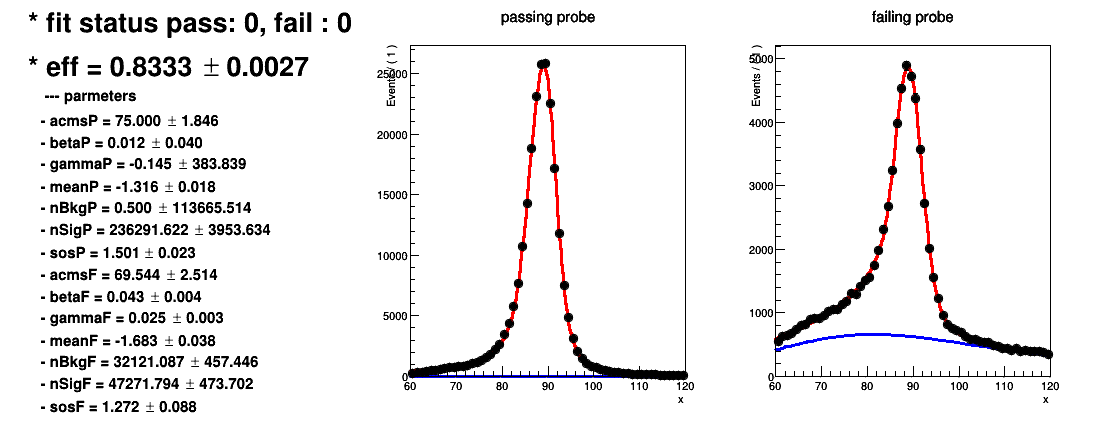 * fit status pass: 0, fail : 0
* eff = 0.8333 ± 0.0027
--- parmeters
- acmsP = 75.000 ± 1.846
- betaP = 0.012 ± 0.040
- gammaP = -0.145 ± 383.839
- meanP = -1.316 ± 0.018
- nBkgP = 0.500 ± 113665.514
- nSigP = 236291.622 ± 3953.634
- sosP = 1.501 ± 0.023
- acmsF = 69.544 ± 2.514
- betaF = 0.043 ± 0.004
- gammaF = 0.025 ± 0.003
- meanF = -1.683 ± 0.038
- nBkgF = 32121.087 ± 457.446
- nSigF = 47271.794 ± 473.702
- sosF = 1.272 ± 0.088
passing probe
Events / ( 1 )
25000
20000
15000
10000
5000
0
60 70 80 90 100 110 120
x
failing probe
Events / ( 1 )
5000
4000
3000
2000
1000
0
60 70 80 90 100 110 120
x